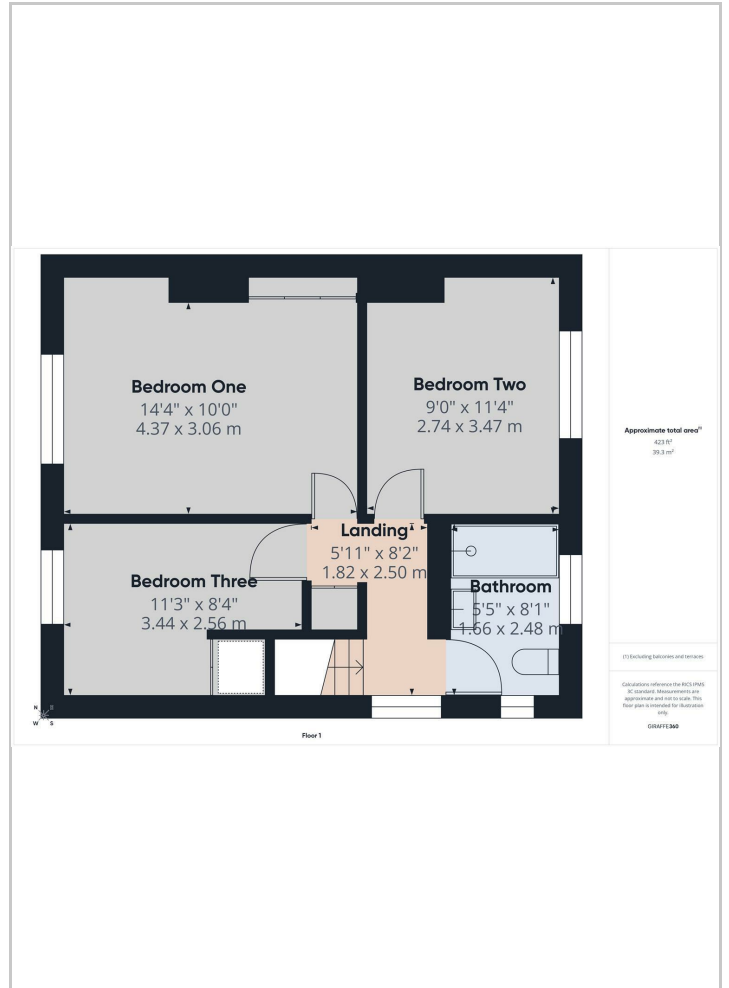 Bedroom One
14'4" x 10'0"
4.37 x 3.06 m
Bedroom Two
9'0" x 11'4"
2.74 x 3.47 m
Landing
5'11" x 8'2"
1.82 x 2.50 m
Bedroom Three
11'3" x 8'4"
3.44 x 2.56 m
Bathroom
5'5" x 8'1"
1.66 x 2.48 m
Floor 1
Approximate total area(1)
423 ft²
39.3 m²
(1) Excluding balconies and terraces
Calculations reference the RICS IPMS
3C standard. Measurements are
approximate and not to scale. This
floor plan is intended for illustration
only.
GIRAFFE360
N
W S